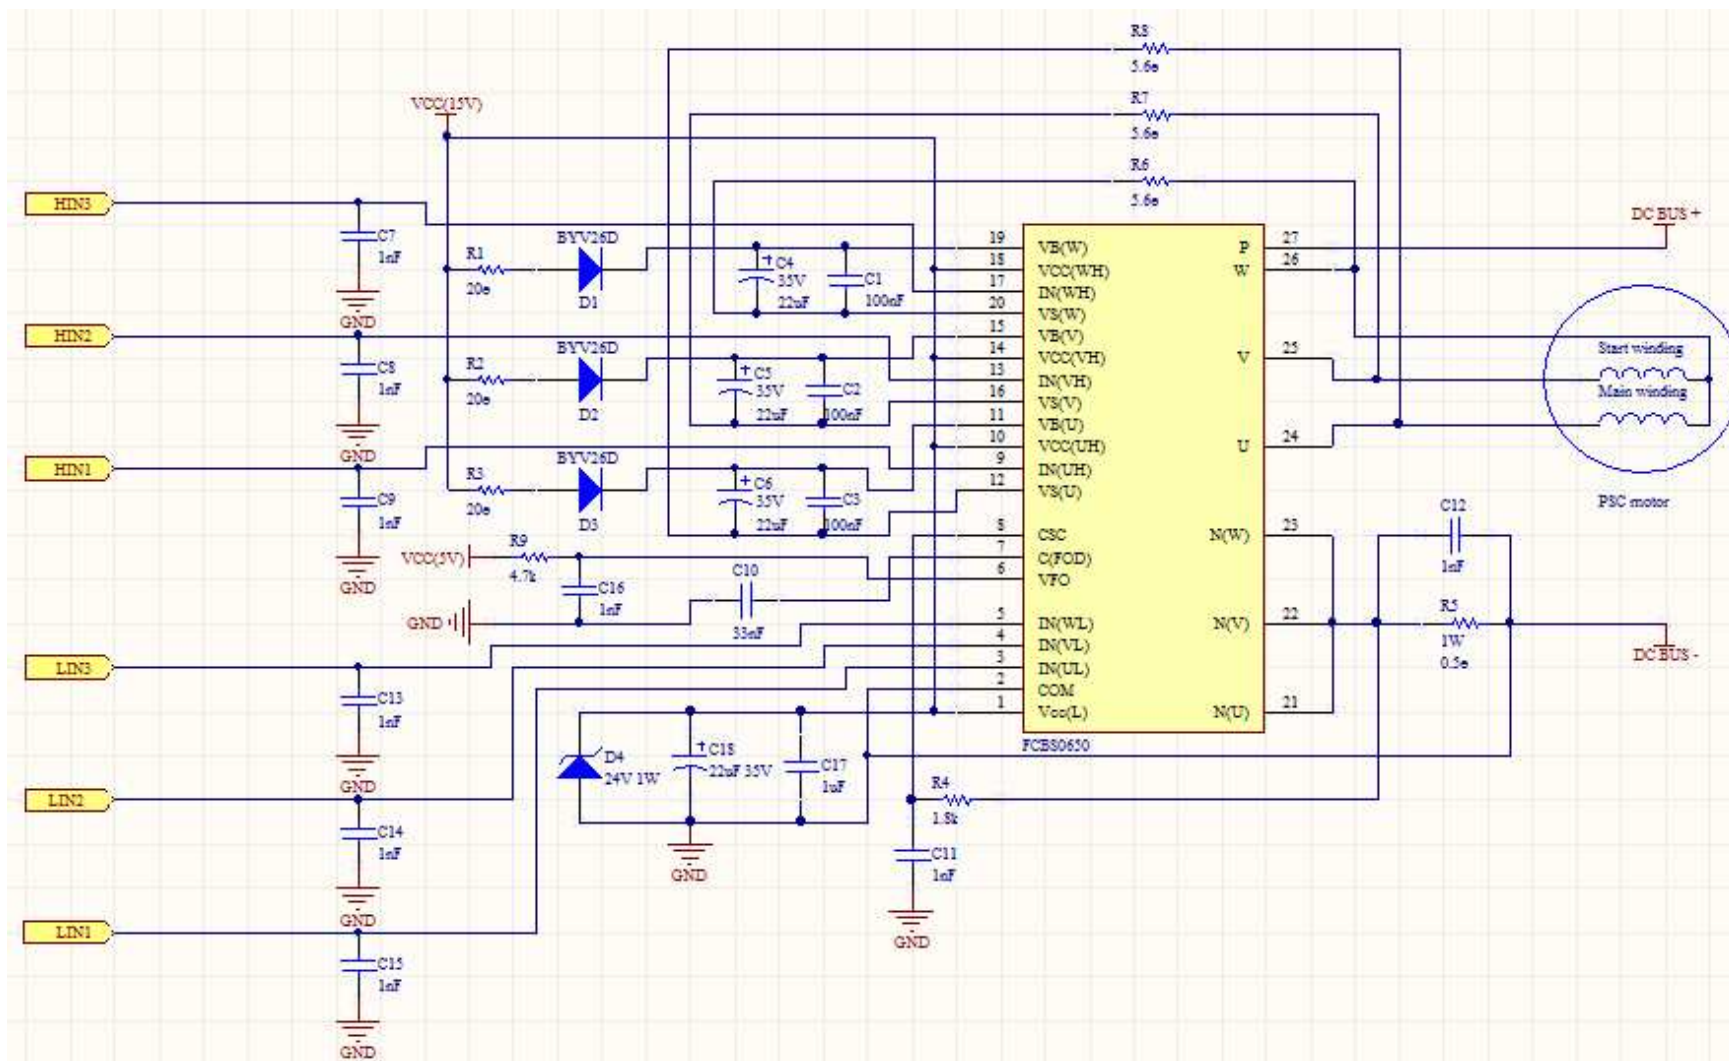 R8
5.6e
VCC(15V)
R7
5.6e
R6
5.6e
HIN3
C7
1nF
GND
DC BUS +
BYV26D
R1
20e
D1
C4
35V
22uF
C1
100nF
19 VB(W)
18 VCC(WH)
17 IN(WH)
20 VS(W)
15 VB(V)
14 VCC(VH)
13 IN(VH)
16 VS(V)
11 VB(U)
10 VCC(UH)
9 IN(UH)
12 VS(U)
8 CSC
7 C(FOD)
6 VFO
5 IN(WL)
4 IN(VL)
3 IN(UL)
2 COM
1 Vcc(L)
P 27
W 26
V 25
U 24
N(W) 23
N(V) 22
N(U) 21
FCBS0650
HIN2
C8
1nF
GND
BYV26D
R2
20e
D2
C5
35V
22uF
C2
100nF
Start winding
Main winding
PSC motor
HIN1
C9
1nF
GND
BYV26D
R3
20e
D3
C6
35V
22uF
C3
100nF
C12
1nF
R5
1W
0.5e
DC BUS -
VCC(5V)
R9
4.7k
C16
1nF
C10
33nF
GND
LIN3
C13
1nF
GND
D4
24V 1W
C18
22uF 35V
C17
1uF
GND
R4
1.8k
C11
1nF
GND
LIN2
C14
1nF
GND
LIN1
C15
1nF
GND